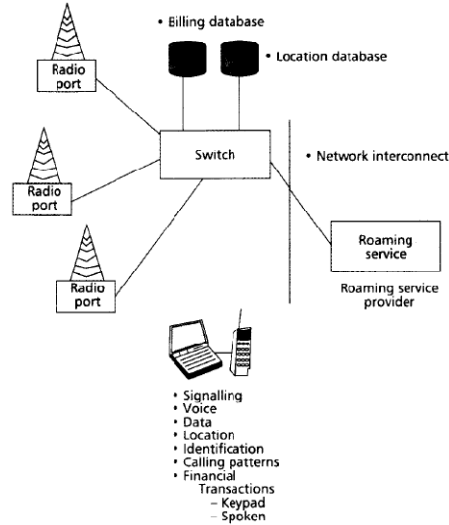 • Billing database
• Location database
Radio
port
Switch
• Network interconnect
Radio
port
Roaming
service
Roaming service
provider
Radio
port
• Signalling
• Voice
• Data
• Location
• Identification
• Calling patterns
• Financial
Transactions
– Keypad
– Spoken